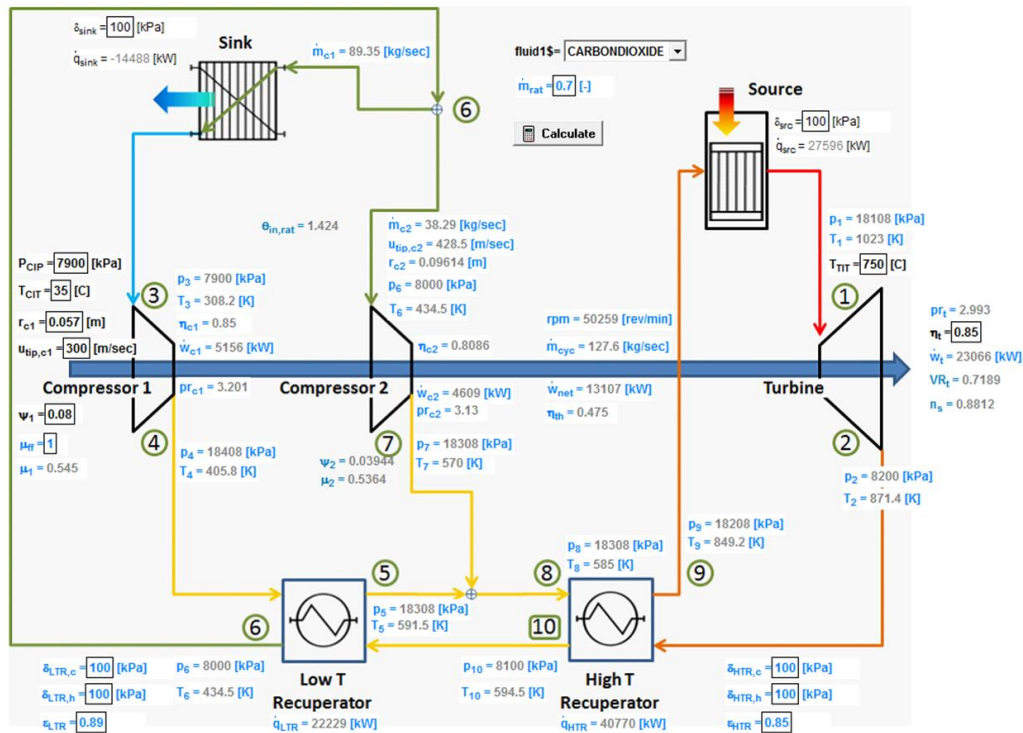 δsink = 100 [kPa]
q̇sink = -14488 [kW]
Sink
ṁc1 = 89.35 [kg/sec]
fluid1$= CARBONDIOXIDE
ṁrat = 0.7 [-]
Calculate
6
Source
δsrc = 100 [kPa]
q̇src = 27596 [kW]
θin,rat = 1.424
ṁc2 = 38.29 [kg/sec]
utip,c2 = 428.5 [m/sec]
rc2 = 0.09614 [m]
p6 = 8000 [kPa]
T6 = 434.5 [K]
p1 = 18108 [kPa]
T1 = 1023 [K]
TTIT = 750 [C]
PCIP = 7900 [kPa]
TCIT = 35 [C]
rc1 = 0.057 [m]
utip,c1 = 300 [m/sec]
3
p3 = 7900 [kPa]
T3 = 308.2 [K]
ηc1 = 0.85
ẇc1 = 5156 [kW]
prc1 = 3.201
Compressor 1
6
ηc2 = 0.8086
ẇc2 = 4609 [kW]
prc2 = 3.13
Compressor 2
rpm = 50259 [rev/min]
ṁcyc = 127.6 [kg/sec]
ẇnet = 13107 [kW]
ηth = 0.475
1
Turbine
prt = 2.993
ηt = 0.85
ẇt = 23066 [kW]
VRt = 0.7189
ns = 0.8812
ψ1 = 0.08
μff = 1
μ1 = 0.545
4
p4 = 18408 [kPa]
T4 = 405.8 [K]
7
ψ2 = 0.03944
μ2 = 0.5364
p7 = 18308 [kPa]
T7 = 570 [K]
2
p2 = 8200 [kPa]
T2 = 871.4 [K]
p9 = 18208 [kPa]
T9 = 849.2 [K]
9
p8 = 18308 [kPa]
T8 = 585 [K]
8
5
p5 = 18308 [kPa]
T5 = 591.5 [K]
10
p10 = 8100 [kPa]
T10 = 594.5 [K]
δLTR,c = 100 [kPa]
δLTR,h = 100 [kPa]
εLTR = 0.89
p6 = 8000 [kPa]
T6 = 434.5 [K]
Low T
Recuperator
q̇LTR = 22229 [kW]
High T
Recuperator
q̇HTR = 40770 [kW]
δHTR,c = 100 [kPa]
δHTR,h = 100 [kPa]
εHTR = 0.85